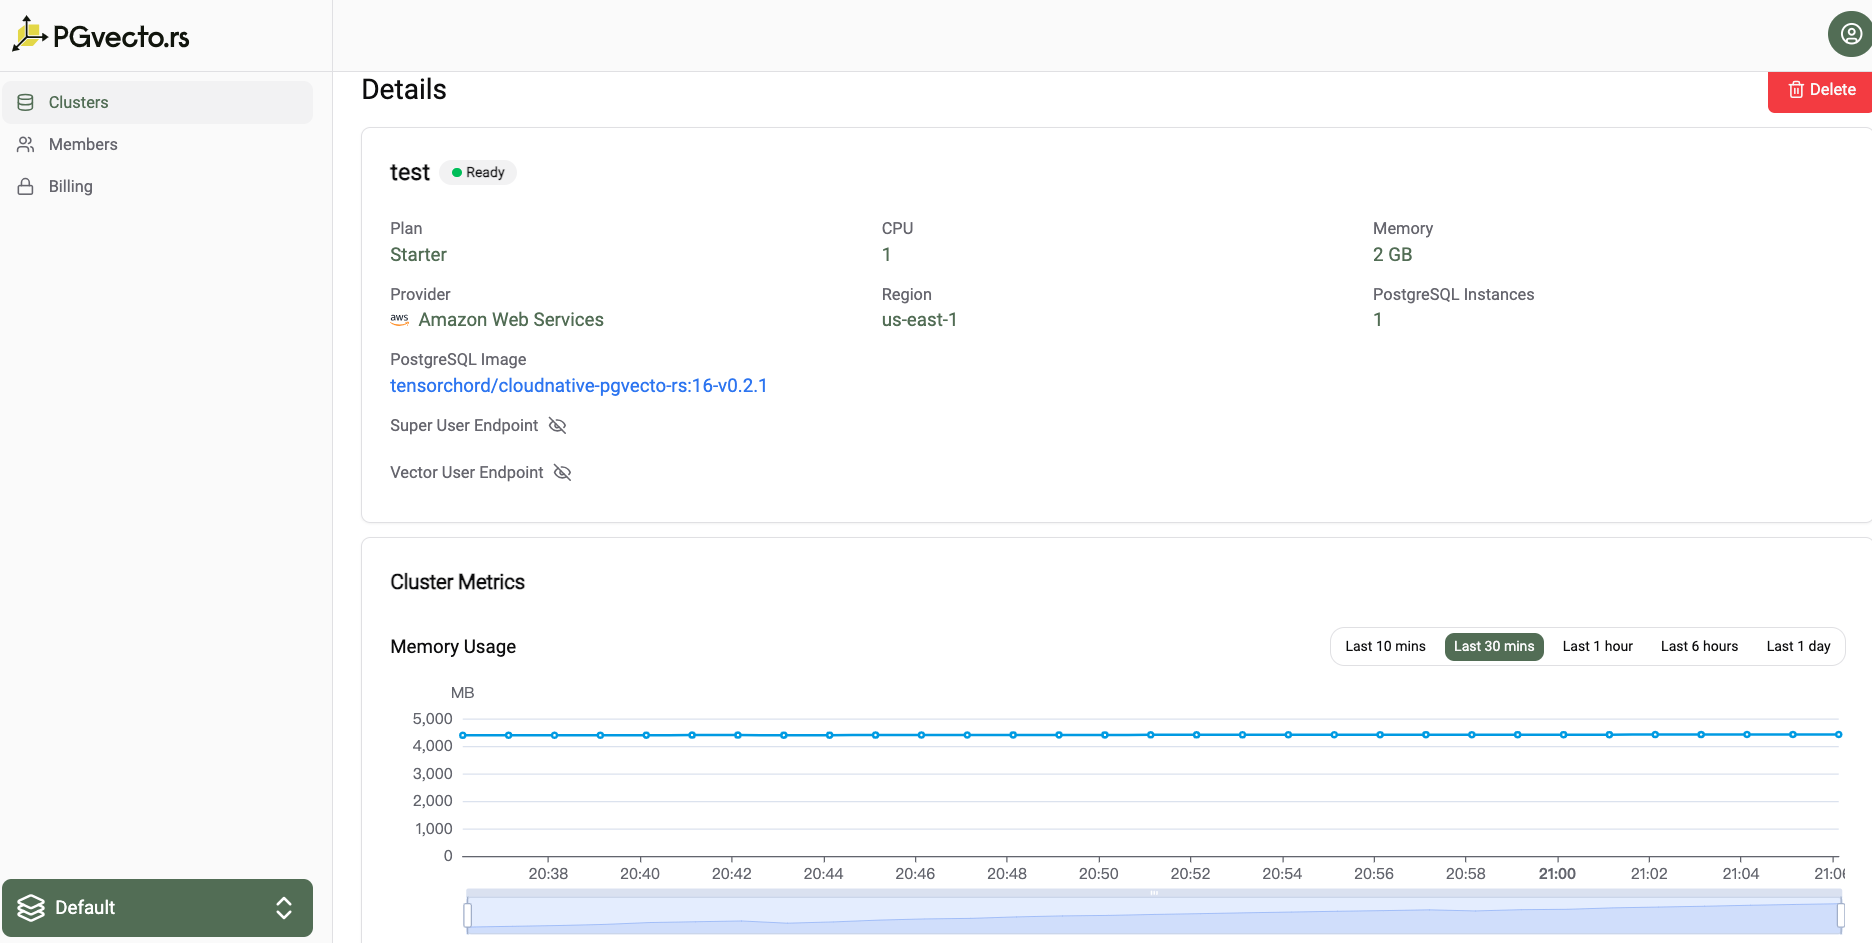 PGvecto.rs
Clusters
Members
Billing
Default
Details
Delete
test
Ready
Plan
Starter
CPU
1
Memory
2 GB
Provider
aws Amazon Web Services
Region
us-east-1
PostgreSQL Instances
1
PostgreSQL Image
tensorchord/cloudnative-pgvecto-rs:16-v0.2.1
Super User Endpoint
Vector User Endpoint
Cluster Metrics
Memory Usage
Last 10 mins Last 30 mins Last 1 hour Last 6 hours Last 1 day
MB
5,000
4,000
3,000
2,000
1,000
0
20:38 20:40 20:42 20:44 20:46 20:48 20:50 20:52 20:54 20:56 20:58 21:00 21:02 21:04 21:06